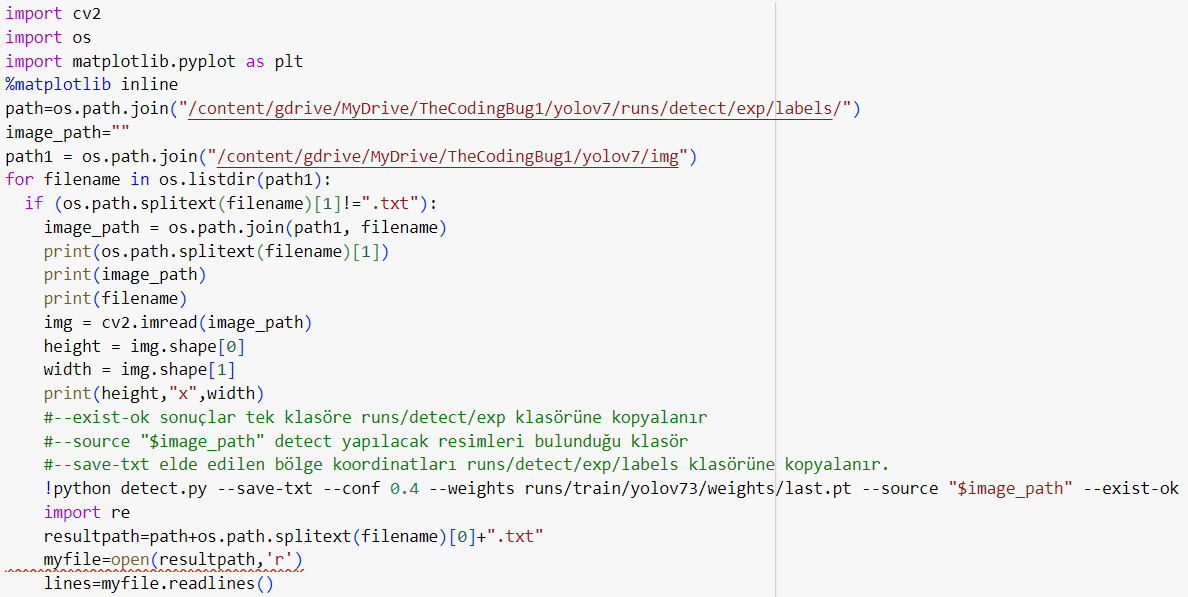 import cv2
import os
import matplotlib.pyplot as plt
%matplotlib inline
path=os.path.join("/content/gdrive/MyDrive/TheCodingBug1/yolov7/runs/detect/exp/labels/")
image_path=""
path1 = os.path.join("/content/gdrive/MyDrive/TheCodingBug1/yolov7/img")
for filename in os.listdir(path1):
  if (os.path.splitext(filename)[1]!=".txt"):
    image_path = os.path.join(path1, filename)
    print(os.path.splitext(filename)[1])
    print(image_path)
    print(filename)
    img = cv2.imread(image_path)
    height = img.shape[0]
    width = img.shape[1]
    print(height,"x",width)
    #--exist-ok sonuçlar tek klasöre runs/detect/exp klasörüne kopyalanır
    #--source "$image_path" detect yapılacak resimleri bulunduğu klasör
    #--save-txt elde edilen bölge koordinatları runs/detect/exp/labels klasörüne kopyalanır.
    !python detect.py --save-txt --conf 0.4 --weights runs/train/yolov73/weights/last.pt --source "$image_path" --exist-ok
    import re
    resultpath=path+os.path.splitext(filename)[0]+".txt"
    myfile=open(resultpath,'r')
    lines=myfile.readlines()